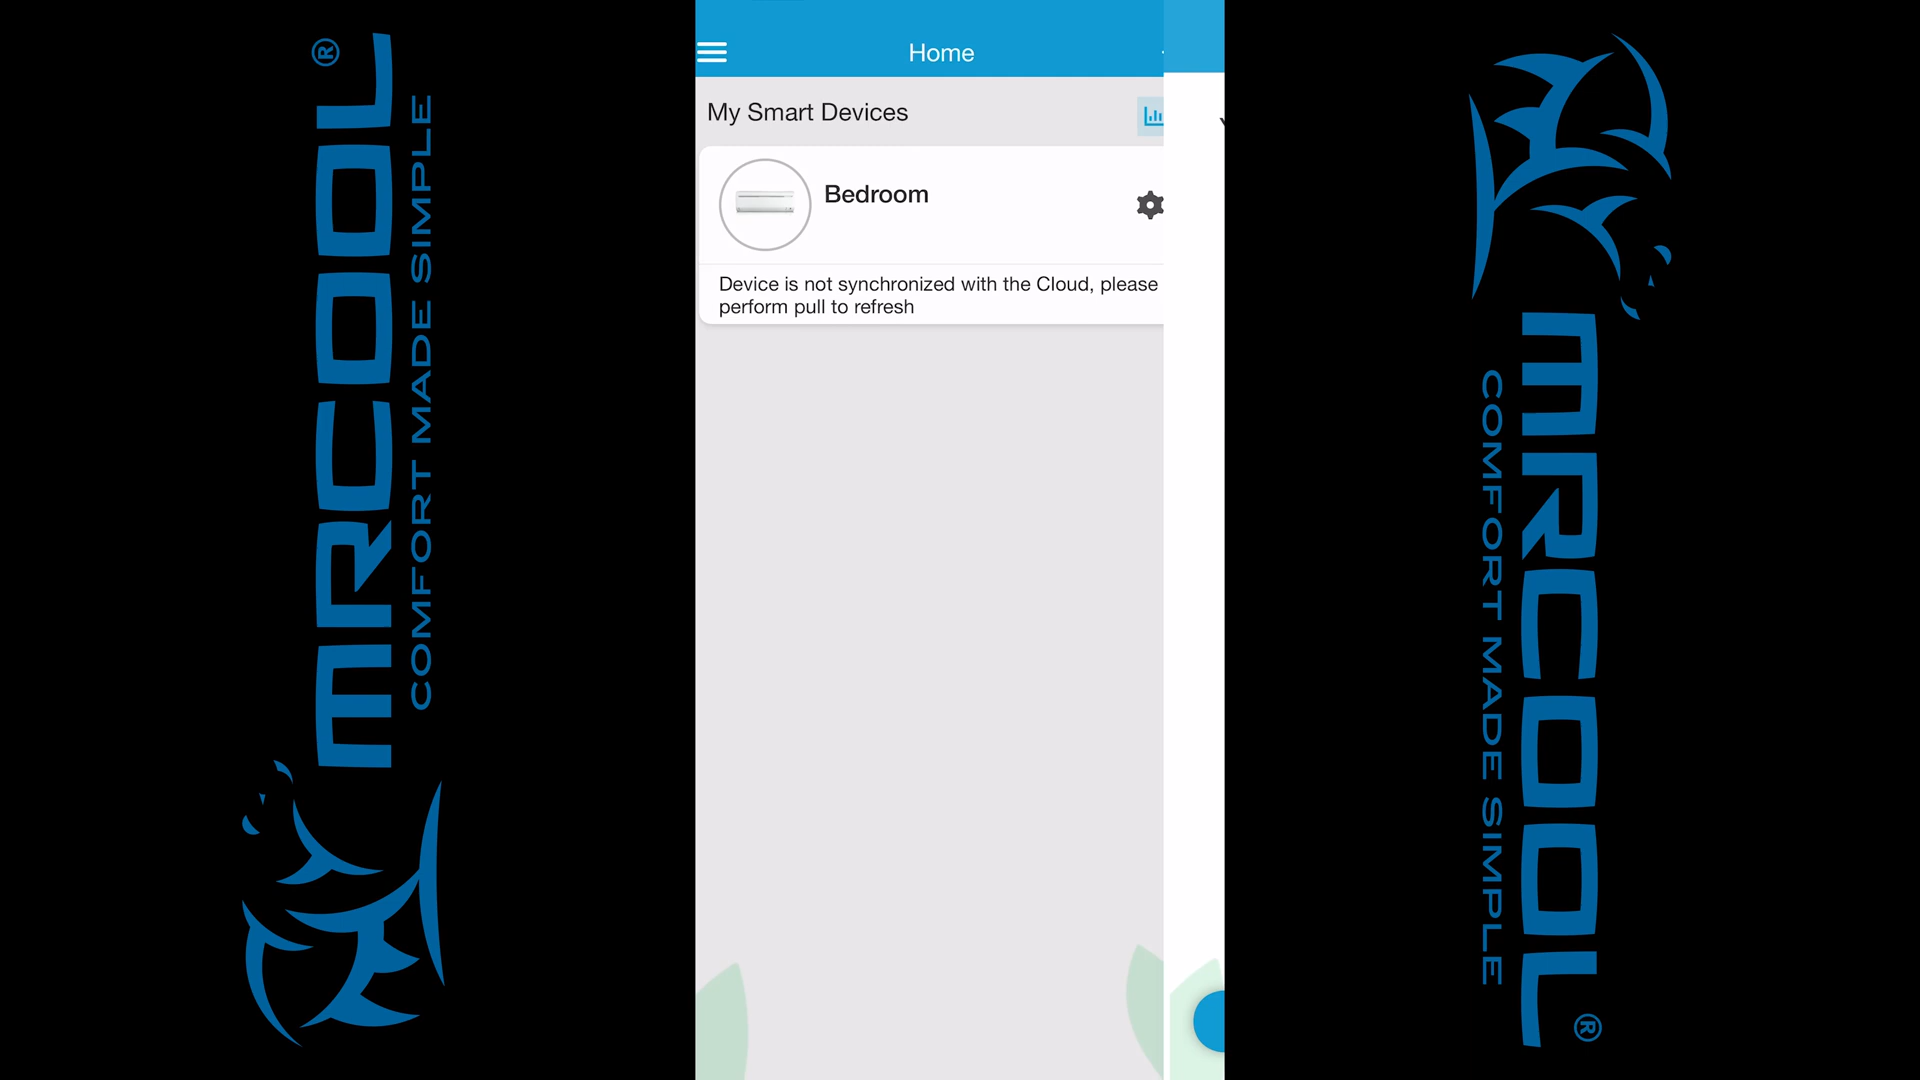 MRCOOL®
COMFORT MADE SIMPLE
Home
My Smart Devices
Bedroom
Device is not synchronized with the Cloud, please
perform pull to refresh
MRCOOL®
COMFORT MADE SIMPLE